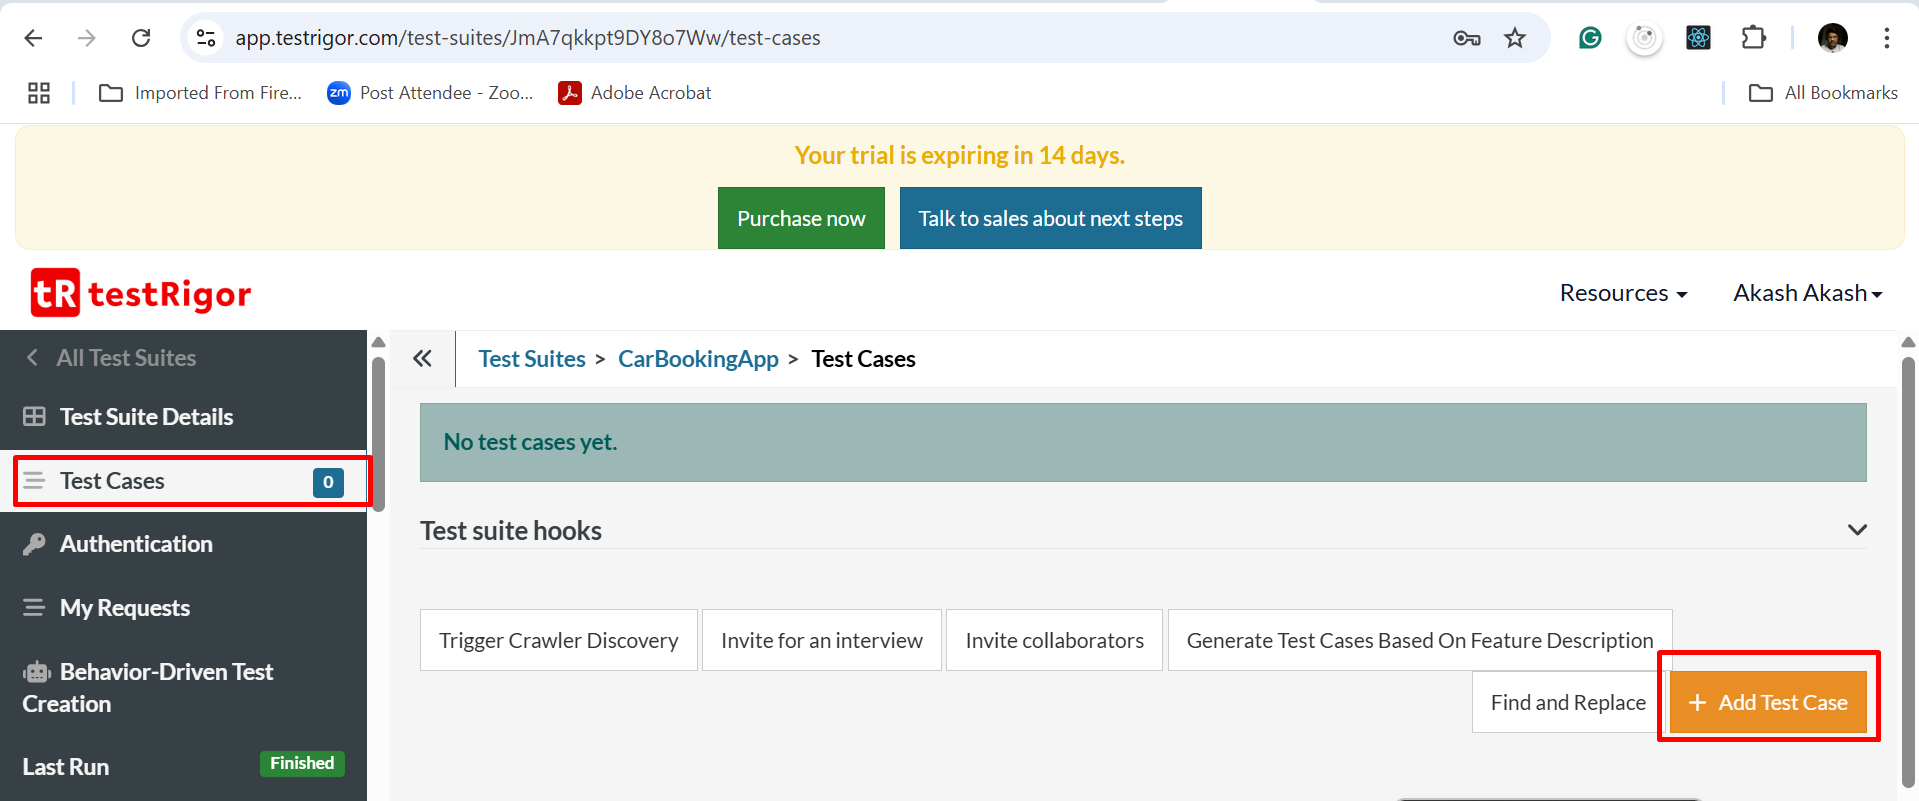 app.testrigor.com/test-suites/JmA7qkkpt9DY8o7Ww/test-cases
Imported From Fire... zm Post Attendee - Zoo... Adobe Acrobat All Bookmarks
Your trial is expiring in 14 days.
Purchase now Talk to sales about next steps
tR testRigor Resources Akash Akash
All Test Suites
Test Suites > CarBookingApp > Test Cases
Test Suite Details
No test cases yet.
Test Cases 0
Test suite hooks
Authentication
My Requests
Trigger Crawler Discovery Invite for an interview Invite collaborators Generate Test Cases Based On Feature Description
Behavior-Driven Test
Creation
Find and Replace + Add Test Case
Last Run Finished